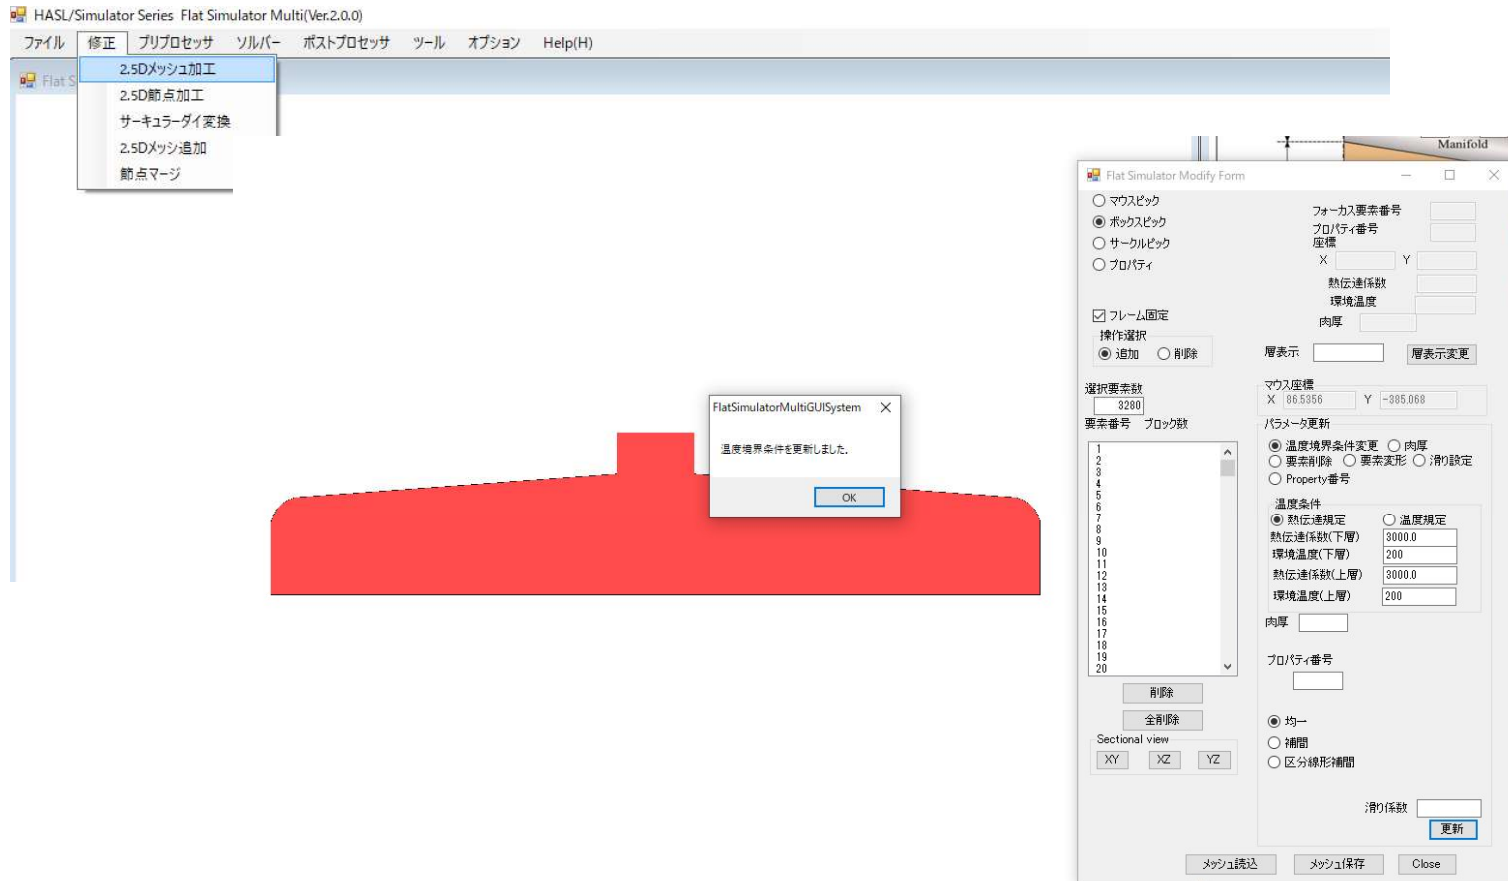 HASL/Simulator Series Flat Simulator Multi(Ver.2.0.0)
ファイル 修正 プリプロセッサ ソルバー ポストプロセッサ ツール オプション Help(H)
Flat S
2.5Dメッシュ加工
2.5D節点加工
サーキュラーダイ変換
2.5Dメッシ追加
節点マージ
Manifold
Flat Simulator Modify Form
マウスピック
ボックスピック
サークルピック
プロパティ
フォーカス要素番号
プロパティ番号
座標
X Y
熱伝達係数
環境温度
肉厚
フレーム固定
操作選択
追加 削除
層表示 層表示変更
選択要素数
3280
要素番号 ブロック数
1
2
3
4
5
6
7
8
9
10
11
12
13
14
15
16
17
18
19
20
削除
全削除
Sectional view
XY XZ YZ
マウス座標
X 86.5356 Y -385.068
パラメータ更新
温度境界条件変更 肉厚
要素削除 要素変形 滑り設定
Property番号
温度条件
熱伝達規定 温度規定
熱伝達係数(下層) 3000.0
環境温度(下層) 200
熱伝達係数(上層) 3000.0
環境温度(上層) 200
肉厚
プロパティ番号
均一
補間
区分線形補間
滑り係数
更新
メッシュ読込 メッシュ保存 Close
FlatSimulatorMultiGUISystem
温度境界条件を更新しました.
OK